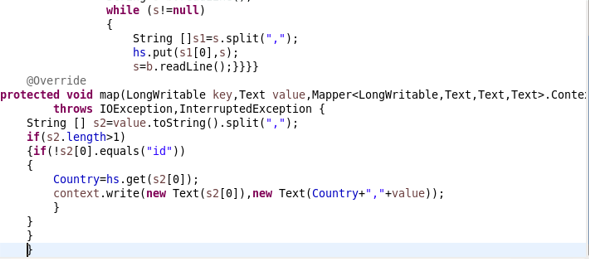 while (s!=null)
{
String []s1=s.split(",");
hs.put(s1[0],s);
s=b.readLine();}}}}
@Override
protected void map(LongWritable key,Text value,Mapper<LongWritable,Text,Text,Text>.Conte
throws IOException,InterruptedException {
String [] s2=value.toString().split(",");
if(s2.length>1)
{if(!s2[0].equals("id"))
{
Country=hs.get(s2[0]);
context.write(new Text(s2[0]),new Text(Country+","+value));
}
}
}
}